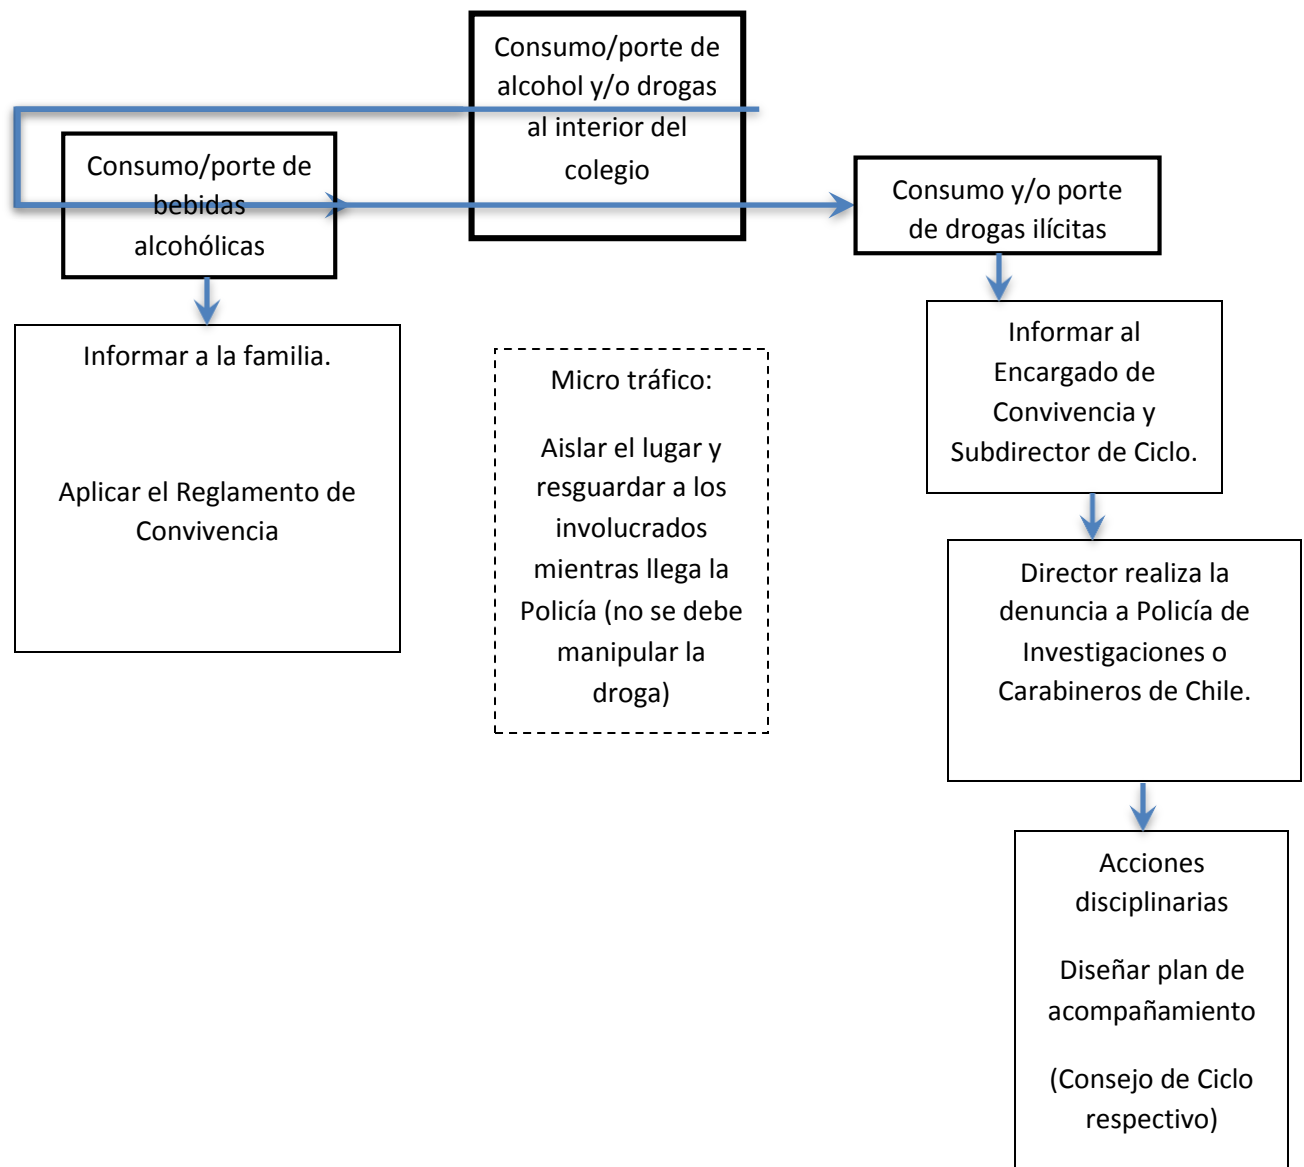 Consumo/porte de
alcohol y/o drogas
al interior del
colegio
Consumo/porte de
bebidas
alcohólicas
Consumo y/o porte
de drogas ilícitas
Informar a la familia.
Aplicar el Reglamento de
Convivencia
Micro tráfico:
Aislar el lugar y
resguardar a los
involucrados
mientras llega la
Policía (no se debe
manipular la
droga)
Informar al
Encargado de
Convivencia y
Subdirector de Ciclo.
Director realiza la
denuncia a Policía de
Investigaciones o
Carabineros de Chile.
Acciones
disciplinarias
Diseñar plan de
acompañamiento
(Consejo de Ciclo
respectivo)